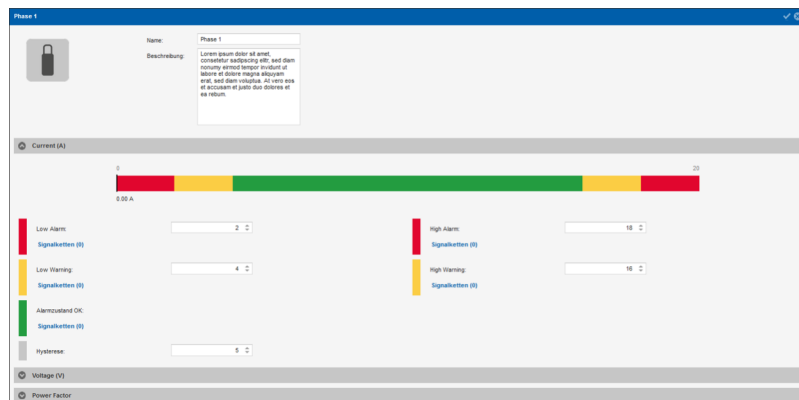 Phase 1
Name: Phase 1
Beschreibung: Lorem ipsum dolor sit amet,
consetetur sadipscing elitr, sed diam
nonumy eirmod tempor invidunt ut
labore et dolore magna aliquyam
erat, sed diam voluptua. At vero eos
et accusam et justo duo dolores et
ea rebum.
Current (A)
0 20
0.00 A
Low Alarm: 2 High Alarm: 18
Signalketten (0) Signalketten (0)
Low Warning: 4 High Warning: 16
Signalketten (0) Signalketten (0)
Alarmzustand OK:
Signalketten (0)
Hysterese: 5
Voltage (V)
Power Factor